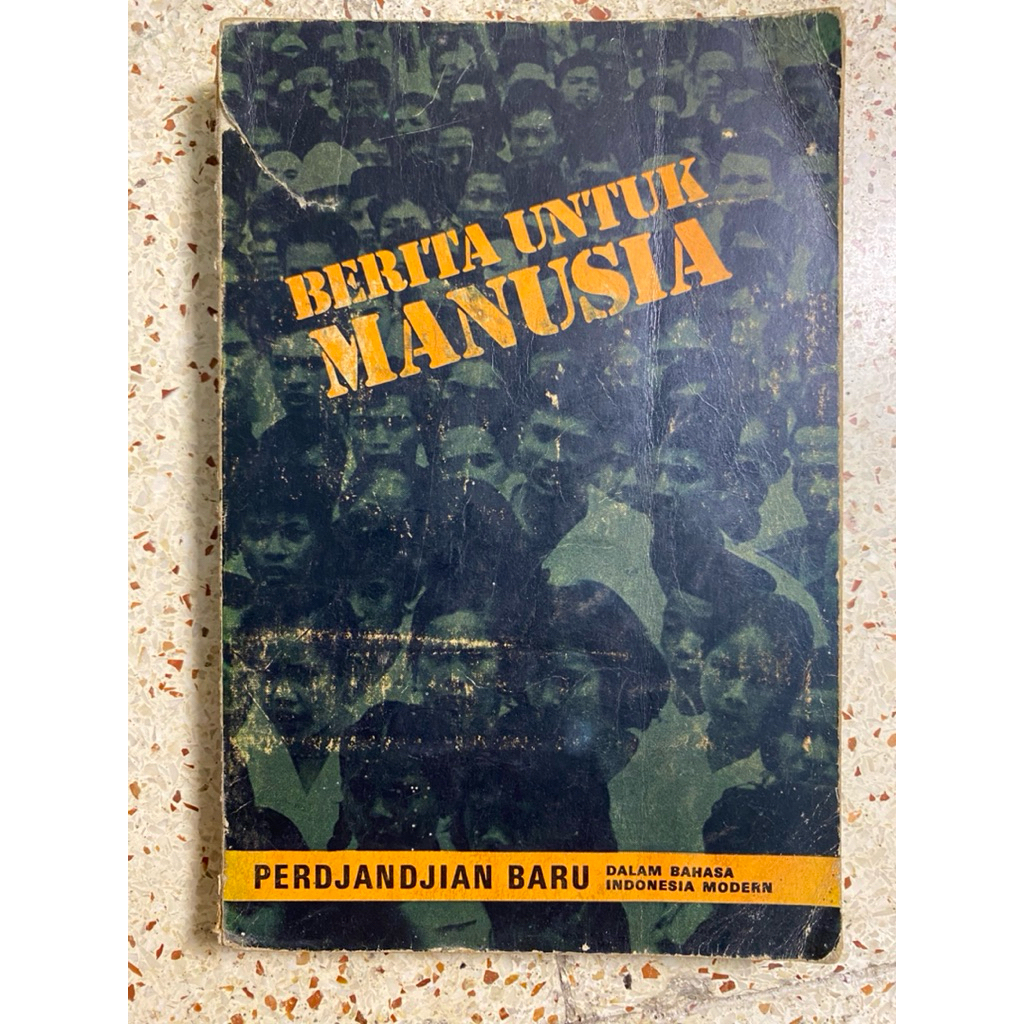 BERITA UNTUK
MANUSIA
PERDJANDJIAN BARU
DALAM BAHASA
INDONESIA MODERN